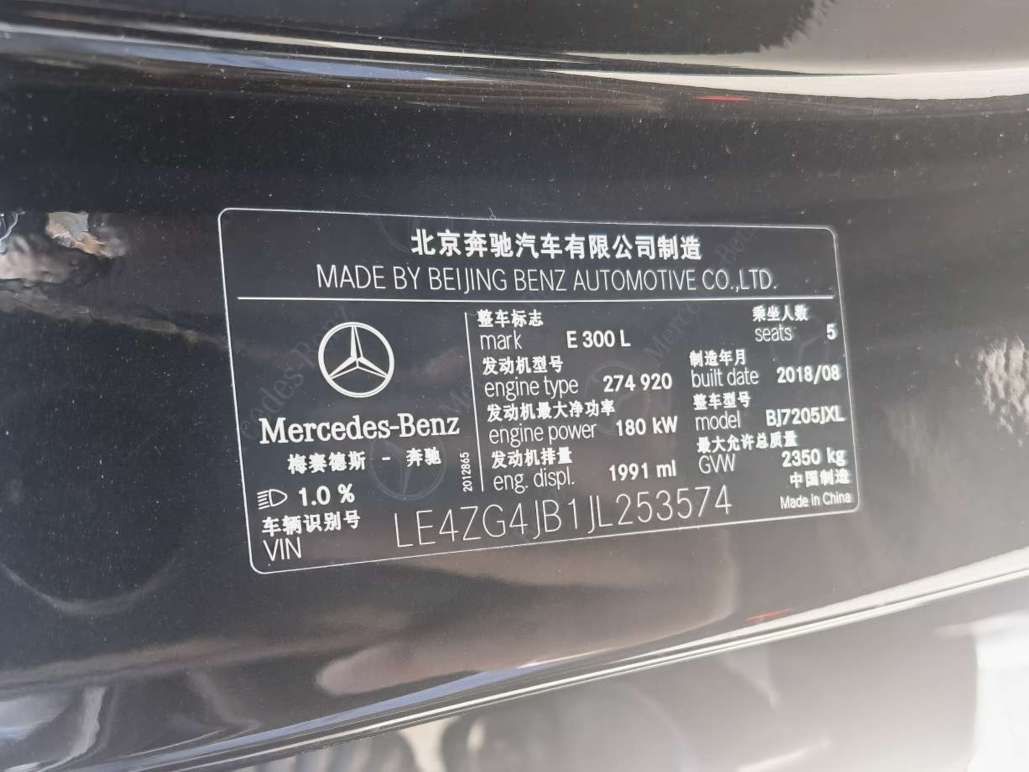 北京奔驰汽车有限公司制造
MADE BY BEIJING BENZ AUTOMOTIVE CO.,LTD.
Mercedes-Benz
梅赛德斯 - 奔驰
1.0 %
2012865
整车标志
mark E 300 L
乘坐人数
seats 5
发动机型号
engine type 274 920
制造年月
built date 2018/08
发动机最大净功率
engine power 180 kW
整车型号
model BJ7205JXL
发动机排量
eng. displ. 1991 ml
最大允许总质量
GVW 2350 kg
中国制造
Made in China
车辆识别号
VIN LE4ZG4JB1JL253574